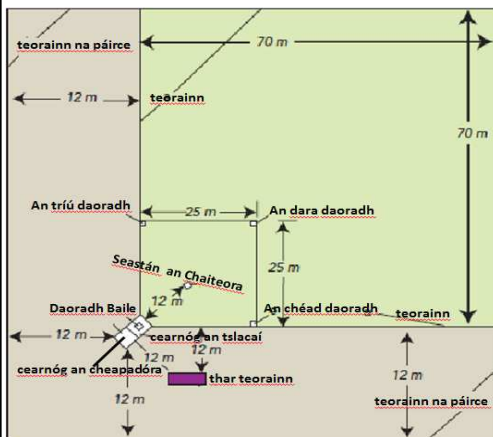 teorainn na páirce
70 m
12 m
teorainn
70 m
An tríú daoradh
25 m
An dara daoradh
Seastán an Chaiteora
25 m
12 m
Daoradh Baile
An chéad daoradh
teorainn
cearnóg an tslacaí
12 m
12 m
12 m
12 m
cearnóg an cheapadóra
thar teorainn
12 m
teorainn na páirce